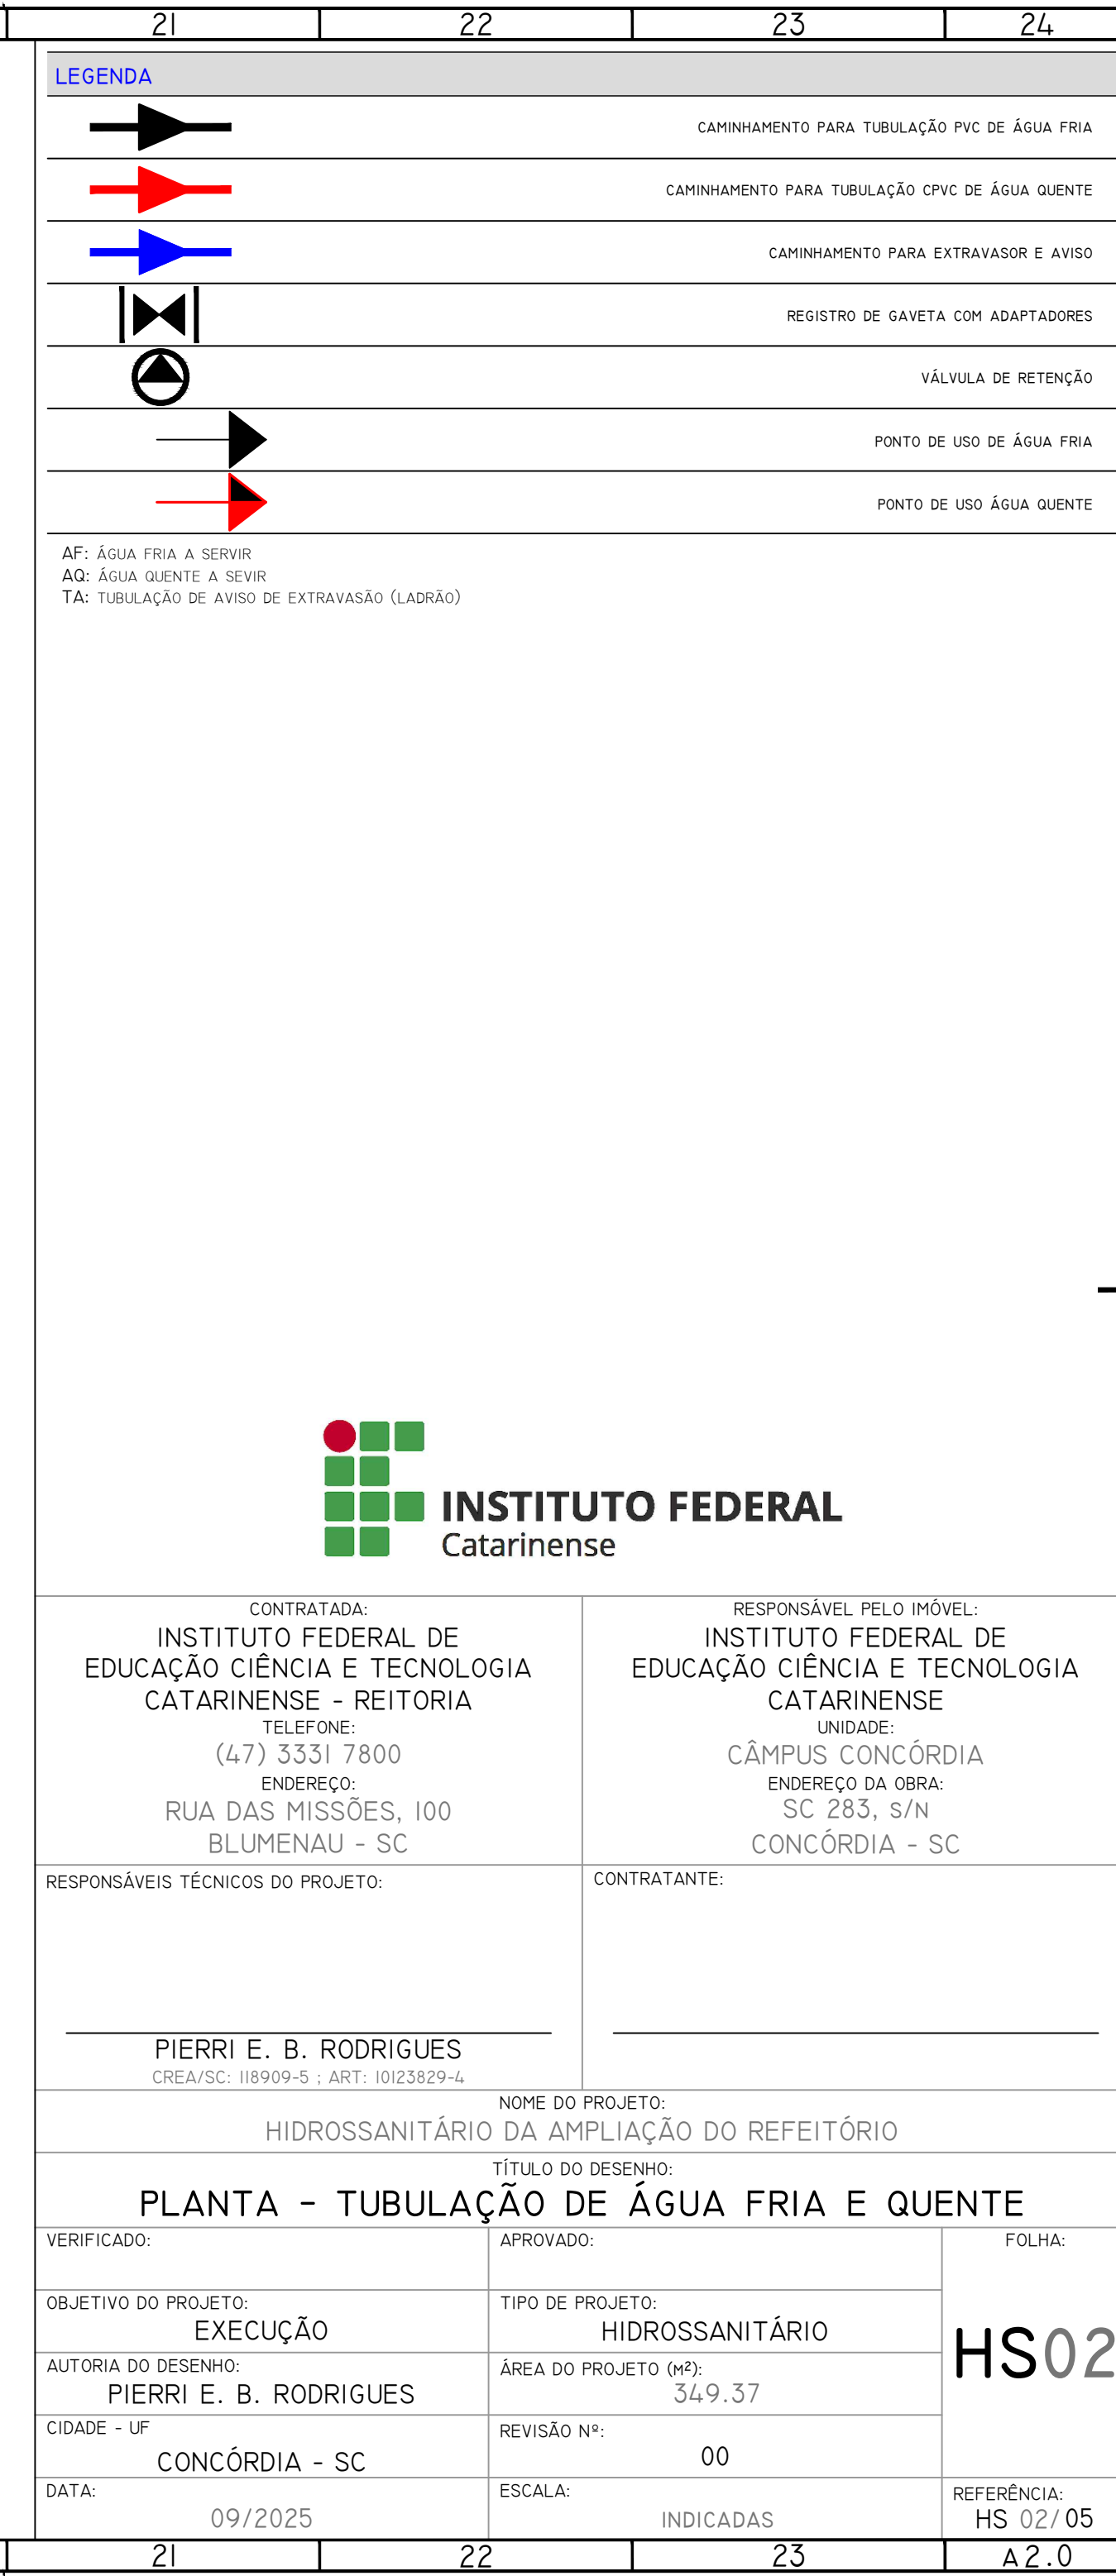 21 22 23 24
LEGENDA
CAMINHAMENTO PARA TUBULAÇÃO PVC DE ÁGUA FRIA
CAMINHAMENTO PARA TUBULAÇÃO CPVC DE ÁGUA QUENTE
CAMINHAMENTO PARA EXTRAVASOR E AVISO
REGISTRO DE GAVETA COM ADAPTADORES
VÁLVULA DE RETENÇÃO
PONTO DE USO DE ÁGUA FRIA
PONTO DE USO ÁGUA QUENTE
AF: ÁGUA FRIA A SERVIR
AQ: ÁGUA QUENTE A SEVIR
TA: TUBULAÇÃO DE AVISO DE EXTRAVASÃO (LADRÃO)
INSTITUTO FEDERAL
Catarinense
CONTRATADA:
INSTITUTO FEDERAL DE
EDUCAÇÃO CIÊNCIA E TECNOLOGIA
CATARINENSE - REITORIA
TELEFONE:
(47) 3331 7800
ENDEREÇO:
RUA DAS MISSÕES, 100
BLUMENAU - SC
RESPONSÁVEL PELO IMÓVEL:
INSTITUTO FEDERAL DE
EDUCAÇÃO CIÊNCIA E TECNOLOGIA
CATARINENSE
UNIDADE:
CÂMPUS CONCÓRDIA
ENDEREÇO DA OBRA:
SC 283, S/N
CONCÓRDIA - SC
RESPONSÁVEIS TÉCNICOS DO PROJETO:
PIERRI E. B. RODRIGUES
CREA/SC: 118909-5 ; ART: 10123829-4
CONTRATANTE:
NOME DO PROJETO:
HIDROSSANITÁRIO DA AMPLIAÇÃO DO REFEITÓRIO
TÍTULO DO DESENHO:
PLANTA - TUBULAÇÃO DE ÁGUA FRIA E QUENTE
VERIFICADO:
APROVADO:
FOLHA:
HS02
OBJETIVO DO PROJETO:
EXECUÇÃO
TIPO DE PROJETO:
HIDROSSANITÁRIO
AUTORIA DO DESENHO:
PIERRI E. B. RODRIGUES
ÁREA DO PROJETO (M²):
349.37
CIDADE - UF
CONCÓRDIA - SC
REVISÃO Nº:
00
DATA:
09/2025
ESCALA:
INDICADAS
REFERÊNCIA:
HS 02/05
21 22 23 A2.0